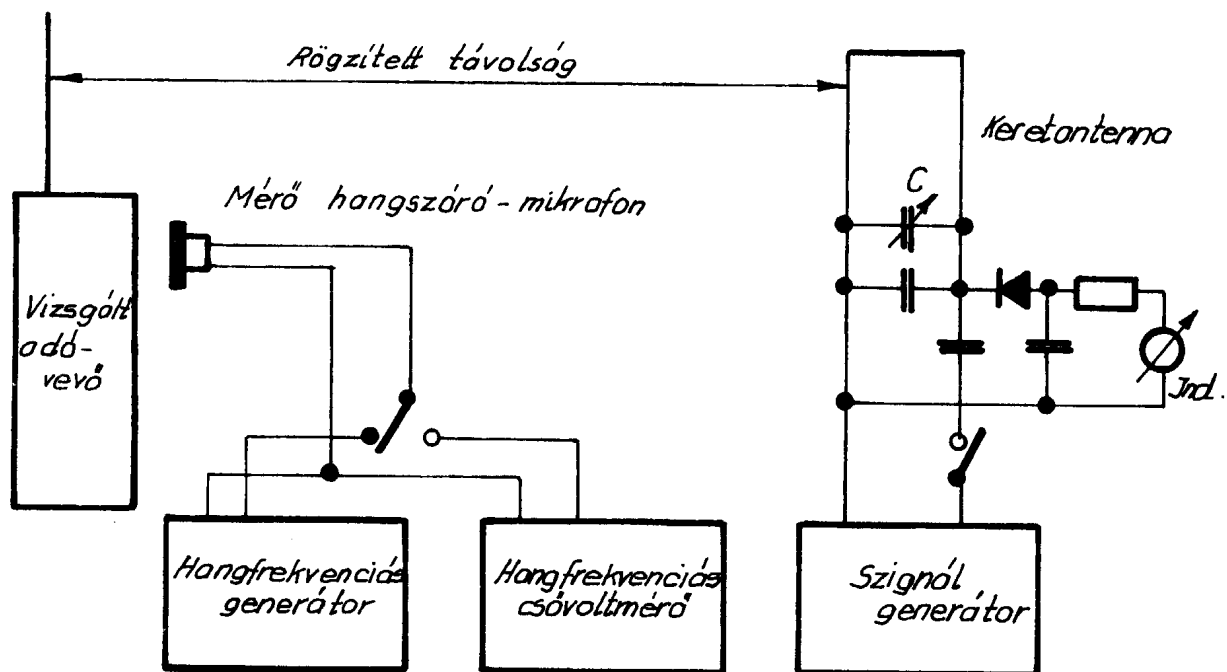 Rögzített távolság
Keretantenna
C
Mérő hangszóró-mikrofon
Vizsgált
adó-
vevő
Ind.
Hangfrekvenciás
generátor
Hangfrekvenciás
csővoltmérő
Szignál
generátor